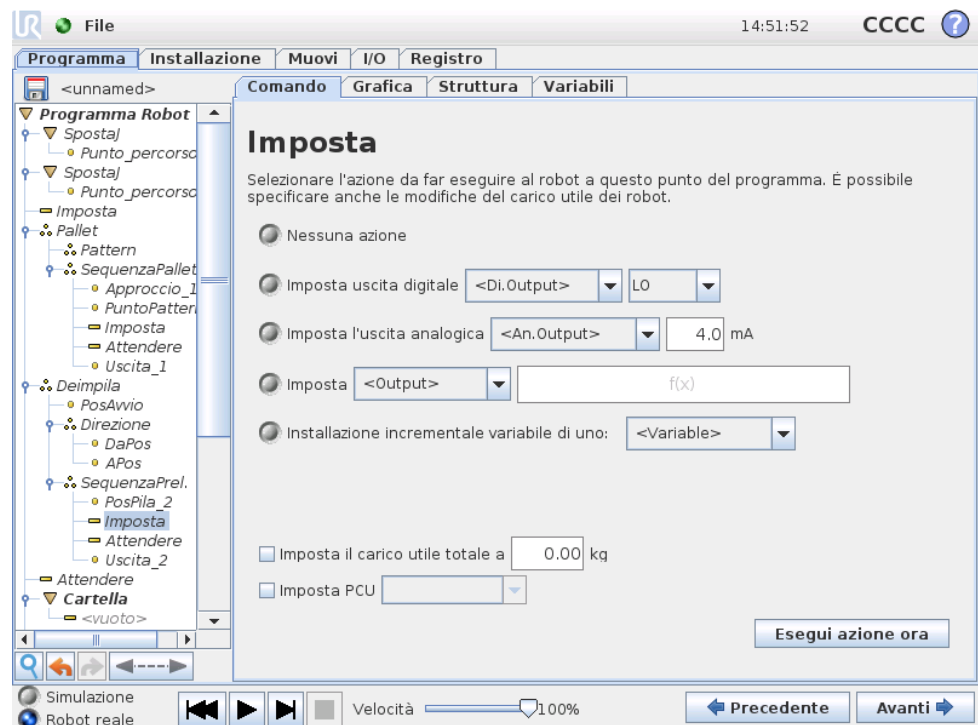 UR File 14:51:52 CCCC ?
Programma Installazione Muovi I/O Registro
<unnamed>
Programma Robot
SpostaJ
Punto_percorso
SpostaJ
Punto_percorso
Imposta
Pallet
Pattern
SequenzaPallet
Approccio_1
PuntoPatter
Imposta
Attendere
Uscita_1
Deimpila
PosAvvio
Direzione
DaPos
APos
SequenzaPrel.
PosPila_2
Imposta
Attendere
Uscita_2
Attendere
Cartella
<vuoto>
Comando Grafica Struttura Variabili
Imposta
Selezionare l'azione da far eseguire al robot a questo punto del programma. É possibile
specificare anche le modifiche del carico utile dei robot.
Nessuna azione
Imposta uscita digitale <Di.Output> LO
Imposta l'uscita analogica <An.Output> 4.0 mA
Imposta <Output> f(x)
Installazione incrementale variabile di uno: <Variable>
Imposta il carico utile totale a 0.00 kg
Imposta PCU
Esegui azione ora
Simulazione
Robot reale
Velocità 100%
Precedente Avanti